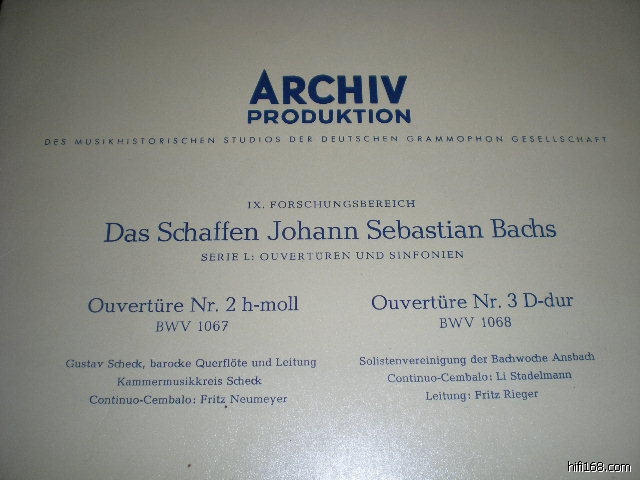 ARCHIV
PRODUKTION
DES MUSIKHISTORISCHEN STUDIOS DER DEUTSCHEN GRAMMOPHON GESELLSCHAFT
IX. FORSCHUNGSBEREICH
Das Schaffen Johann Sebastian Bachs
SERIE L: OUVERTÜREN UND SINFONIEN
Ouvertüre Nr. 2 h-moll
BWV 1067
Gustav Scheck, barocke Querflöte und Leitung
Kammermusikkreis Scheck
Continuo-Cembalo: Fritz Neumeyer
Ouvertüre Nr. 3 D-dur
BWV 1068
Solistenvereinigung der Bachwoche Ansbach
Continuo-Cembalo: Li Stadelmann
Leitung: Fritz Rieger
hifi168.com